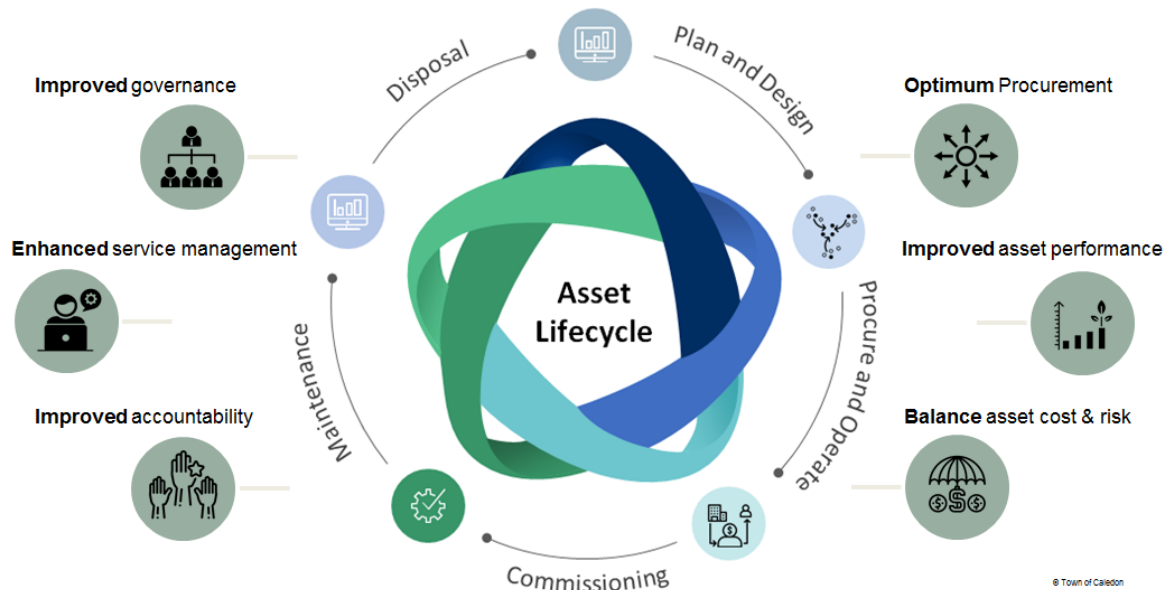 Disposal
Plan and Design
Improved governance
Optimum Procurement
Enhanced service management
Improved asset performance
Asset
Lifecycle
Maintenance
Procure and Operate
Improved accountability
Balance asset cost & risk
Commissioning
© Town of Caledon